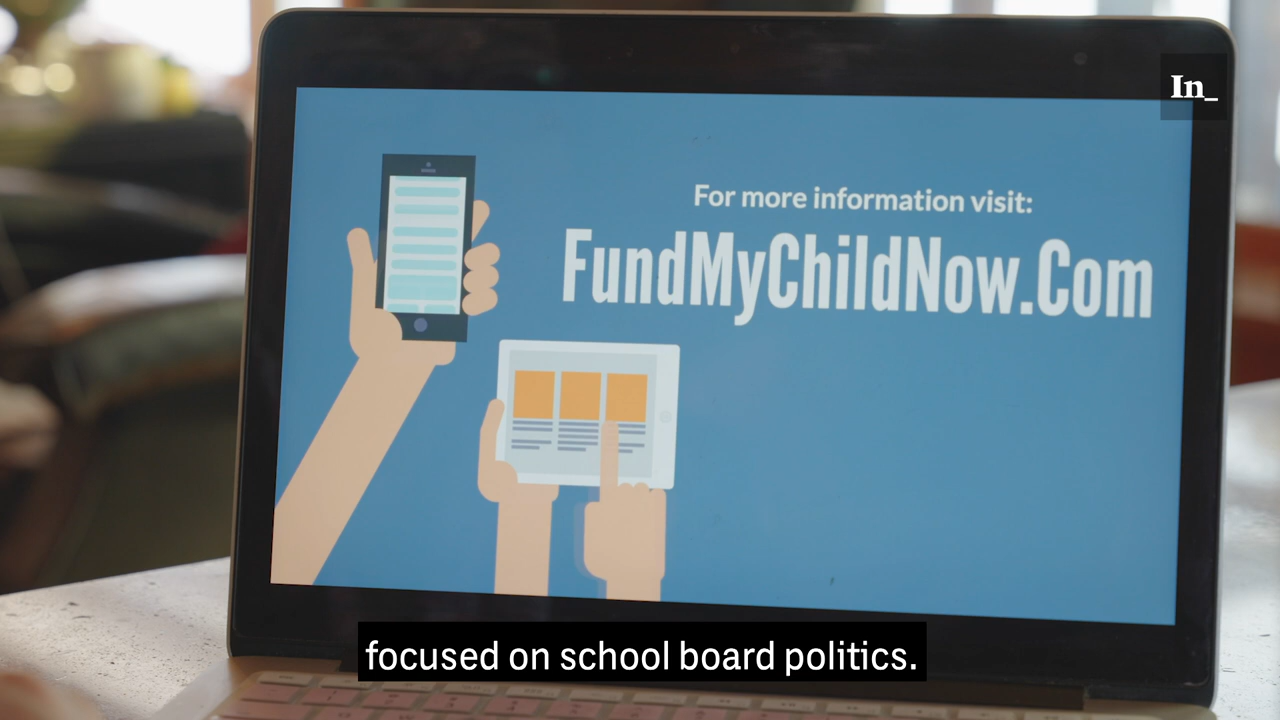 In_
For more information visit:
FundMyChildNow.Com
focused on school board politics.